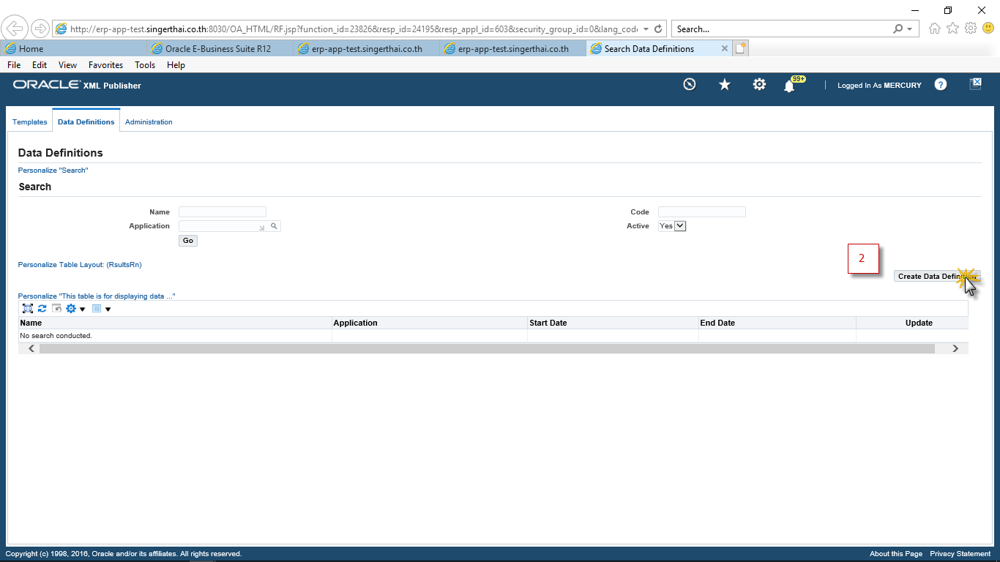 http://erp-app-test.singerthai.co.th:8030/OA_HTML/RF.jsp?function_id=23826&resp_id=24195&resp_appl_id=603&security_group_id=0&lang_code
Search...
Home
Oracle E-Business Suite R12
erp-app-test.singerthai.co.th
erp-app-test.singerthai.co.th
Search Data Definitions
File Edit View Favorites Tools Help
ORACLE XML Publisher
99+
Logged In As MERCURY
?
Templates Data Definitions Administration
Data Definitions
Personalize "Search"
Search
Name
Code
Application
Active Yes
Go
2
Personalize Table Layout: (RsultsRn)
Create Data
Personalize "This table is for displaying data ..."
Name Application Start Date End Date Update
No search conducted.
Copyright (c) 1998, 2016, Oracle and/or its affiliates. All rights reserved.
About this Page Privacy Statement